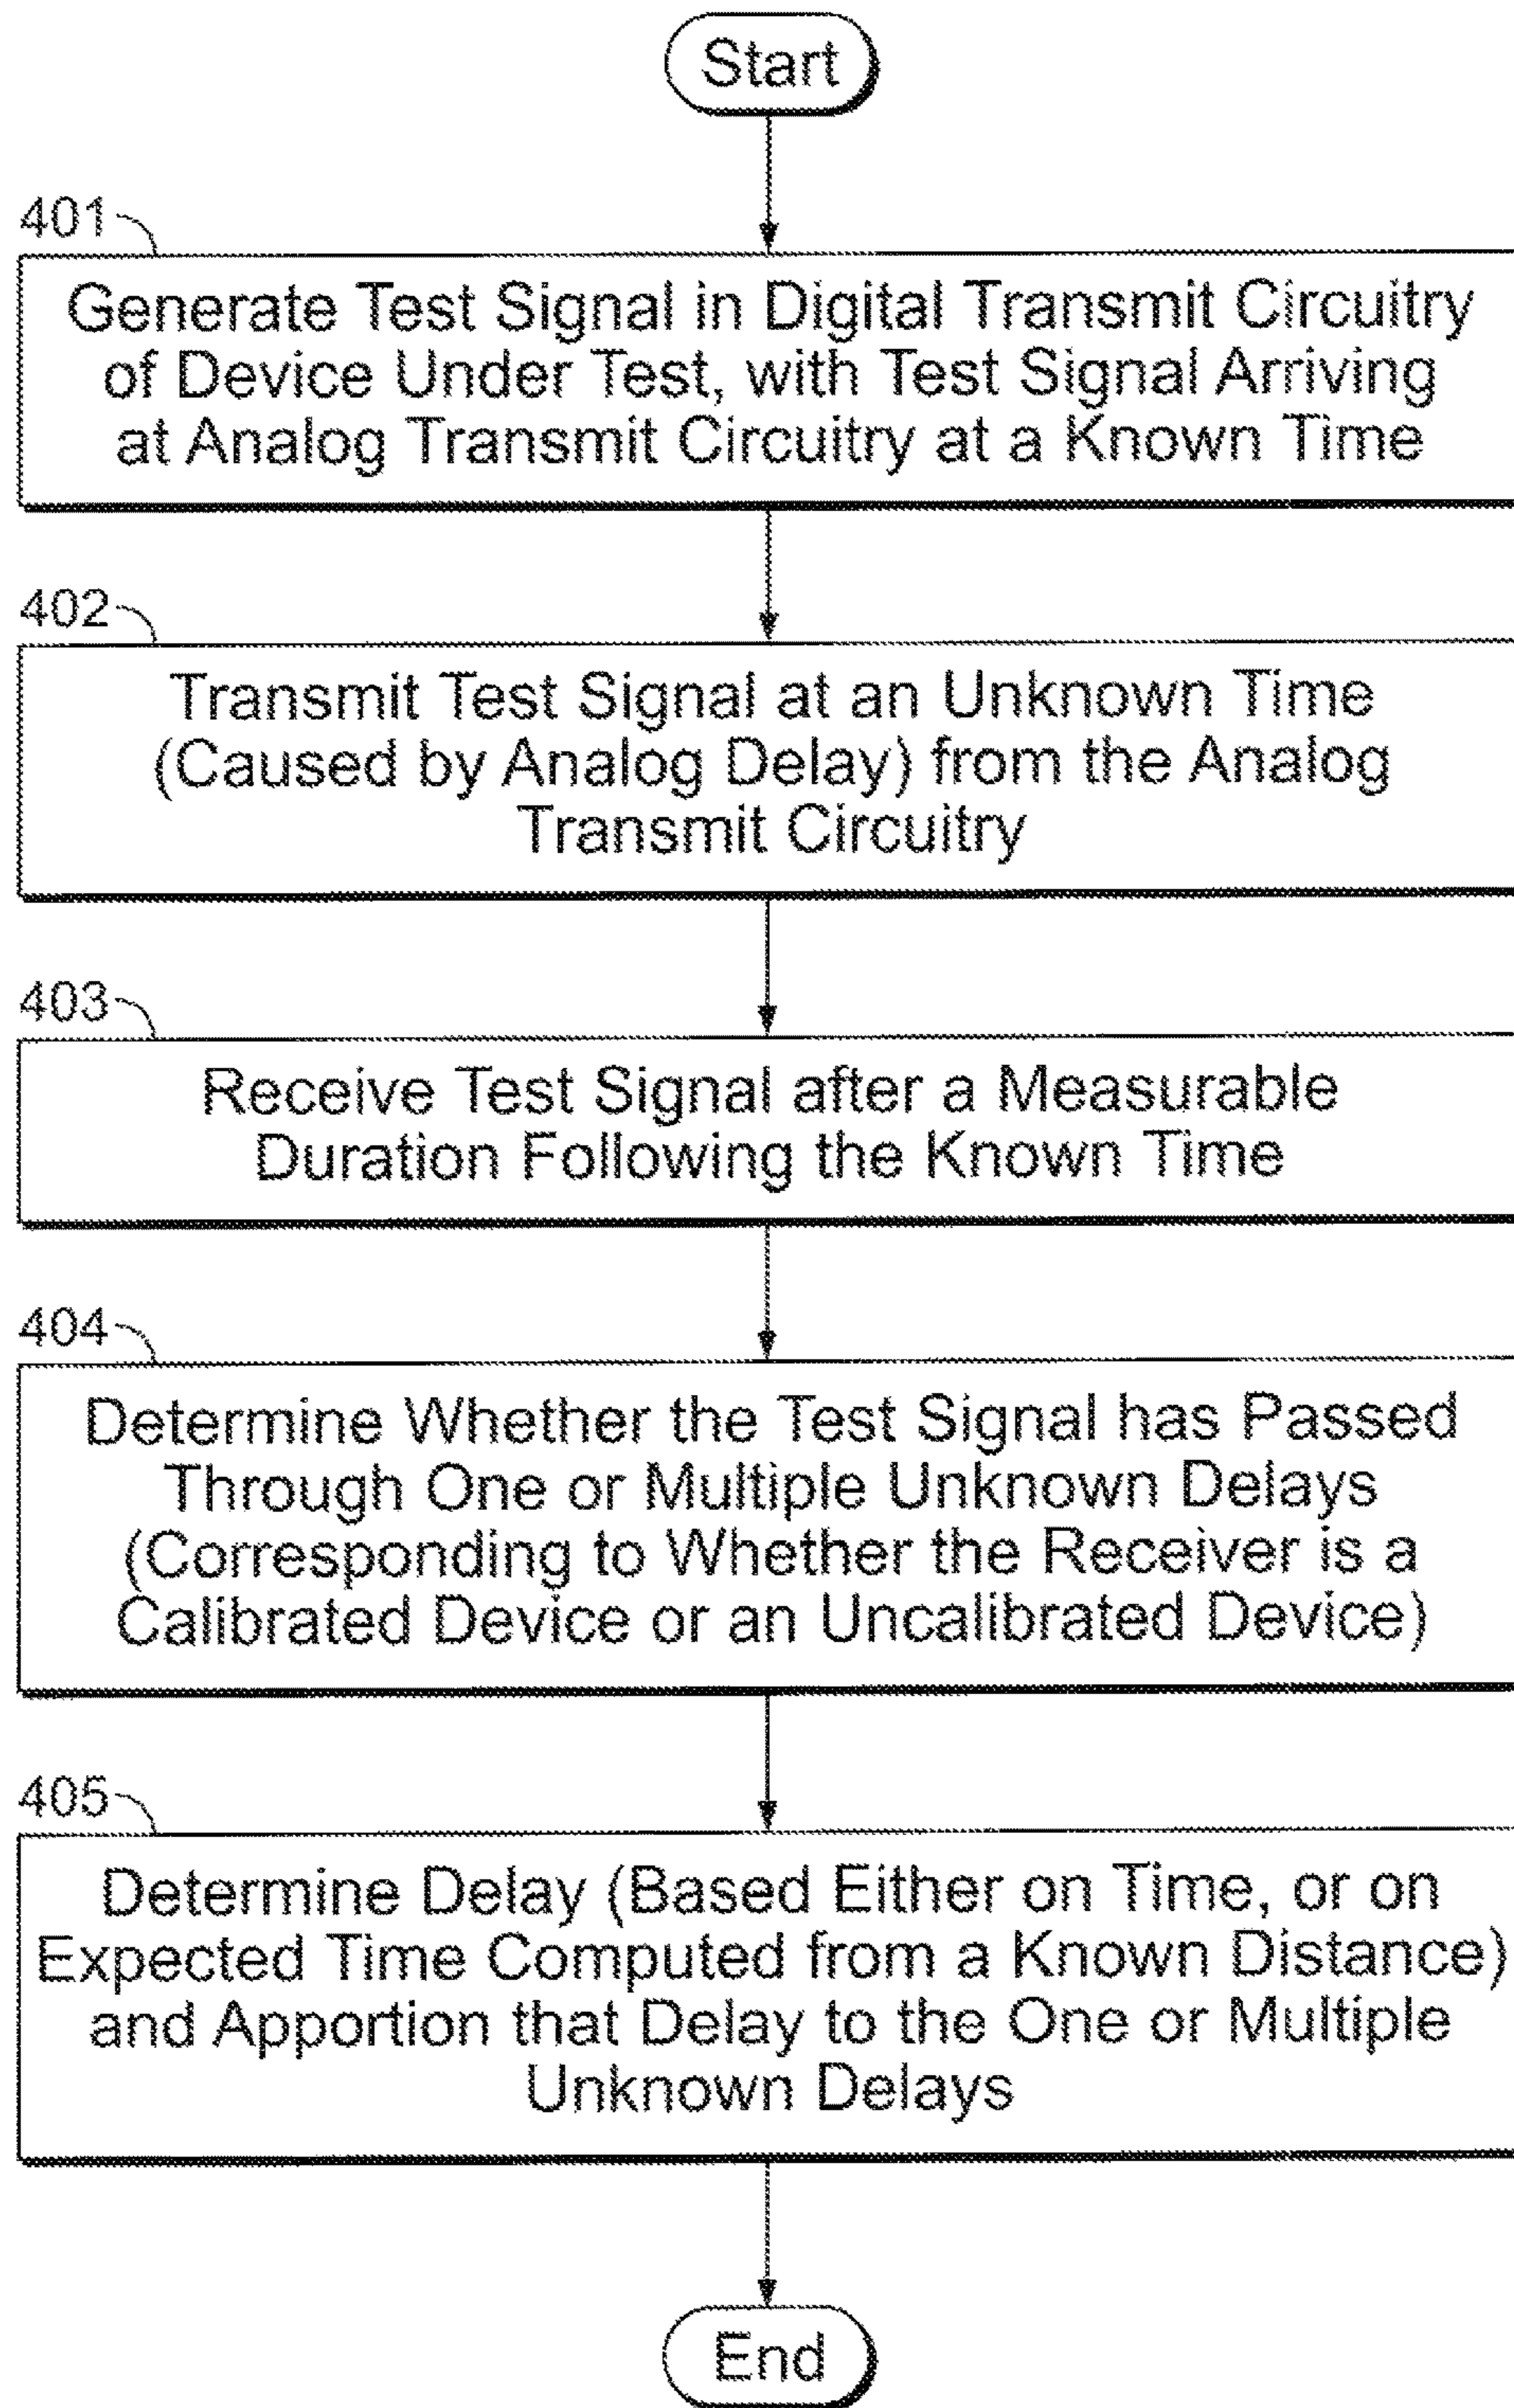 Start
401
Generate Test Signal in Digital Transmit Circuitry
of Device Under Test, with Test Signal Arriving
at Analog Transmit Circuitry at a Known Time
402
Transmit Test Signal at an Unknown Time
(Caused by Analog Delay) from the Analog
Transmit Circuitry
403
Receive Test Signal after a Measurable
Duration Following the Known Time
404
Determine Whether the Test Signal has Passed
Through One or Multiple Unknown Delays
(Corresponding to Whether the Receiver is a
Calibrated Device or an Uncalibrated Device)
405
Determine Delay (Based Either on Time, or on
Expected Time Computed from a Known Distance)
and Apportion that Delay to the One or Multiple
Unknown Delays
End